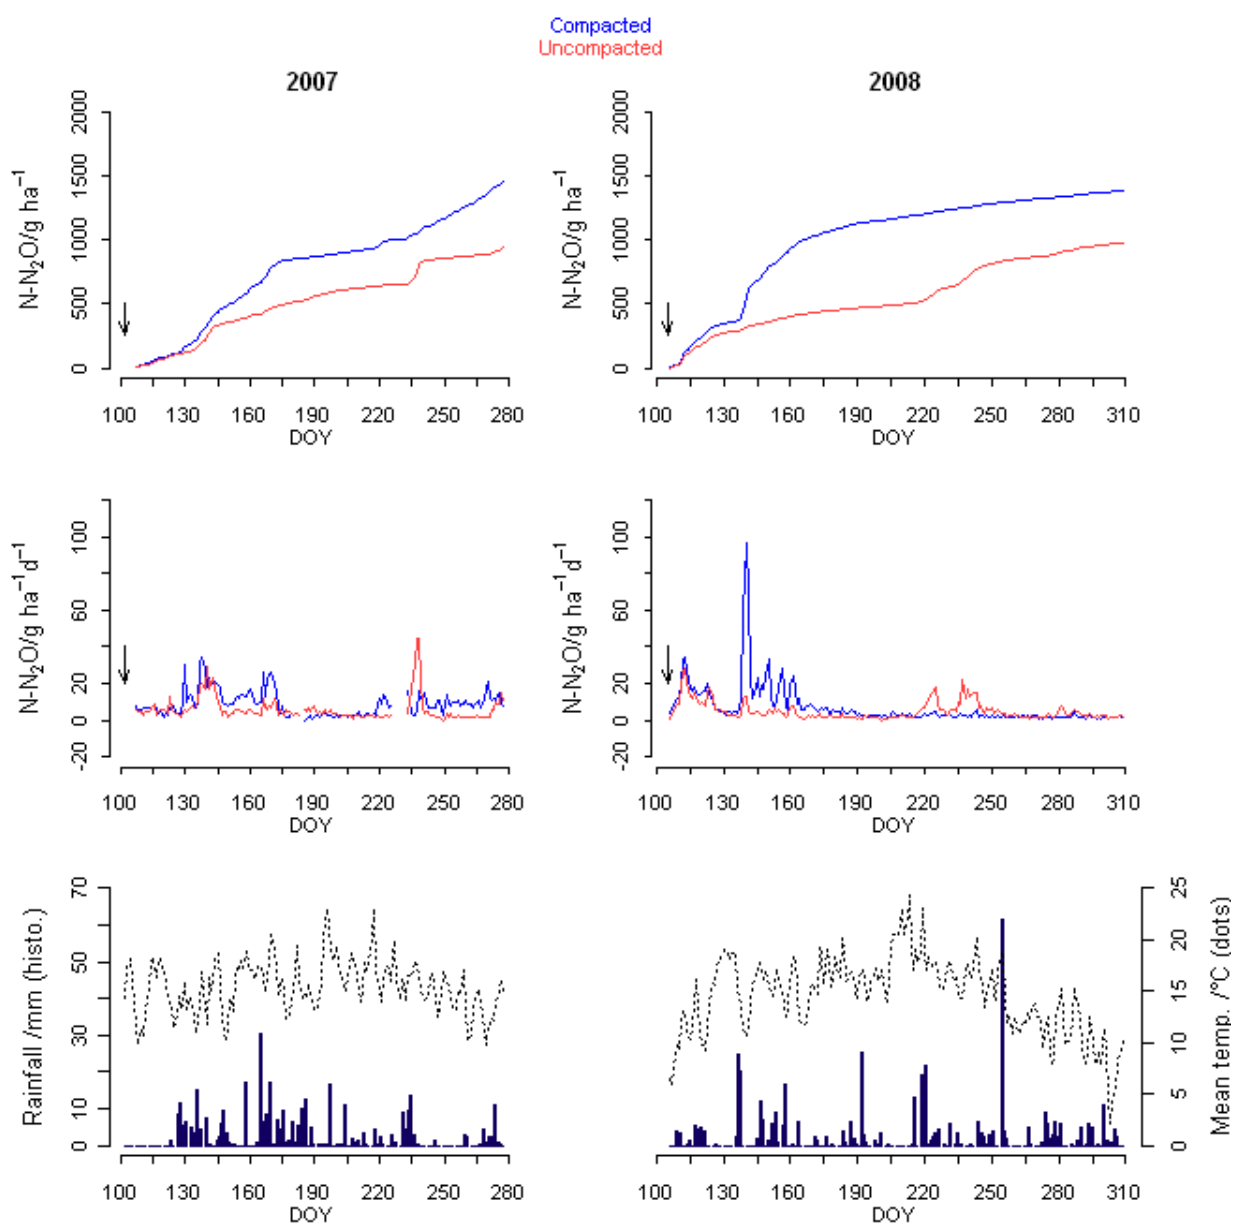 Compacted
Uncompacted
2007
2008
N-N₂O/g ha⁻¹
0 500 1000 1500 2000
100 130 160 190 220 250 280
DOY
N-N₂O/g ha⁻¹
0 500 1000 1500 2000
100 130 160 190 220 250 280 310
DOY
N-N₂O/g ha⁻¹d⁻¹
-20 0 20 60 100
100 130 160 190 220 250 280
DOY
N-N₂O/g ha⁻¹d⁻¹
-20 0 20 60 100
100 130 160 190 220 250 280 310
DOY
Rainfall /mm (histo.)
0 10 30 50 70
100 130 160 190 220 250 280
DOY
100 130 160 190 220 250 280 310
DOY
0 5 10 15 20 25
Mean temp. /°C (dots)